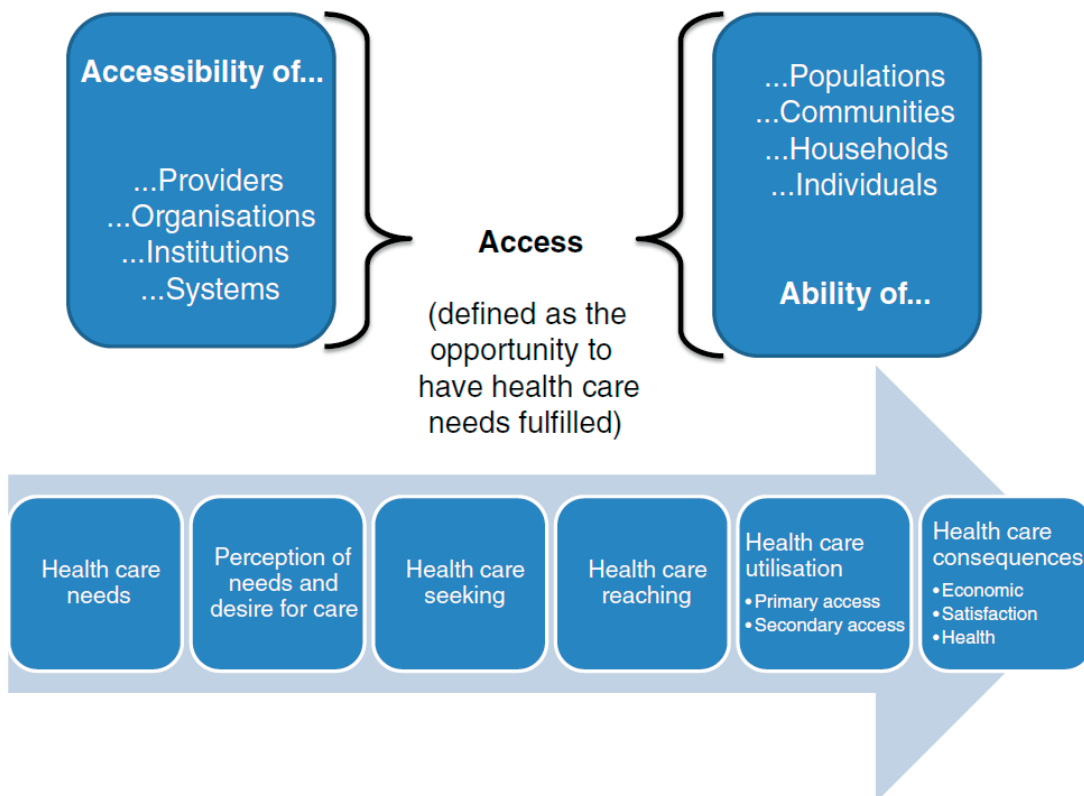 Accessibility of...
...Providers
...Organisations
...Institutions
...Systems
Access
(defined as the
opportunity to
have health care
needs fulfilled)
...Populations
...Communities
...Households
...Individuals
Ability of...
Health care
needs
Perception of
needs and
desire for care
Health care
seeking
Health care
reaching
Health care
utilisation
•Primary access
•Secondary access
Health care
consequences
•Economic
•Satisfaction
•Health